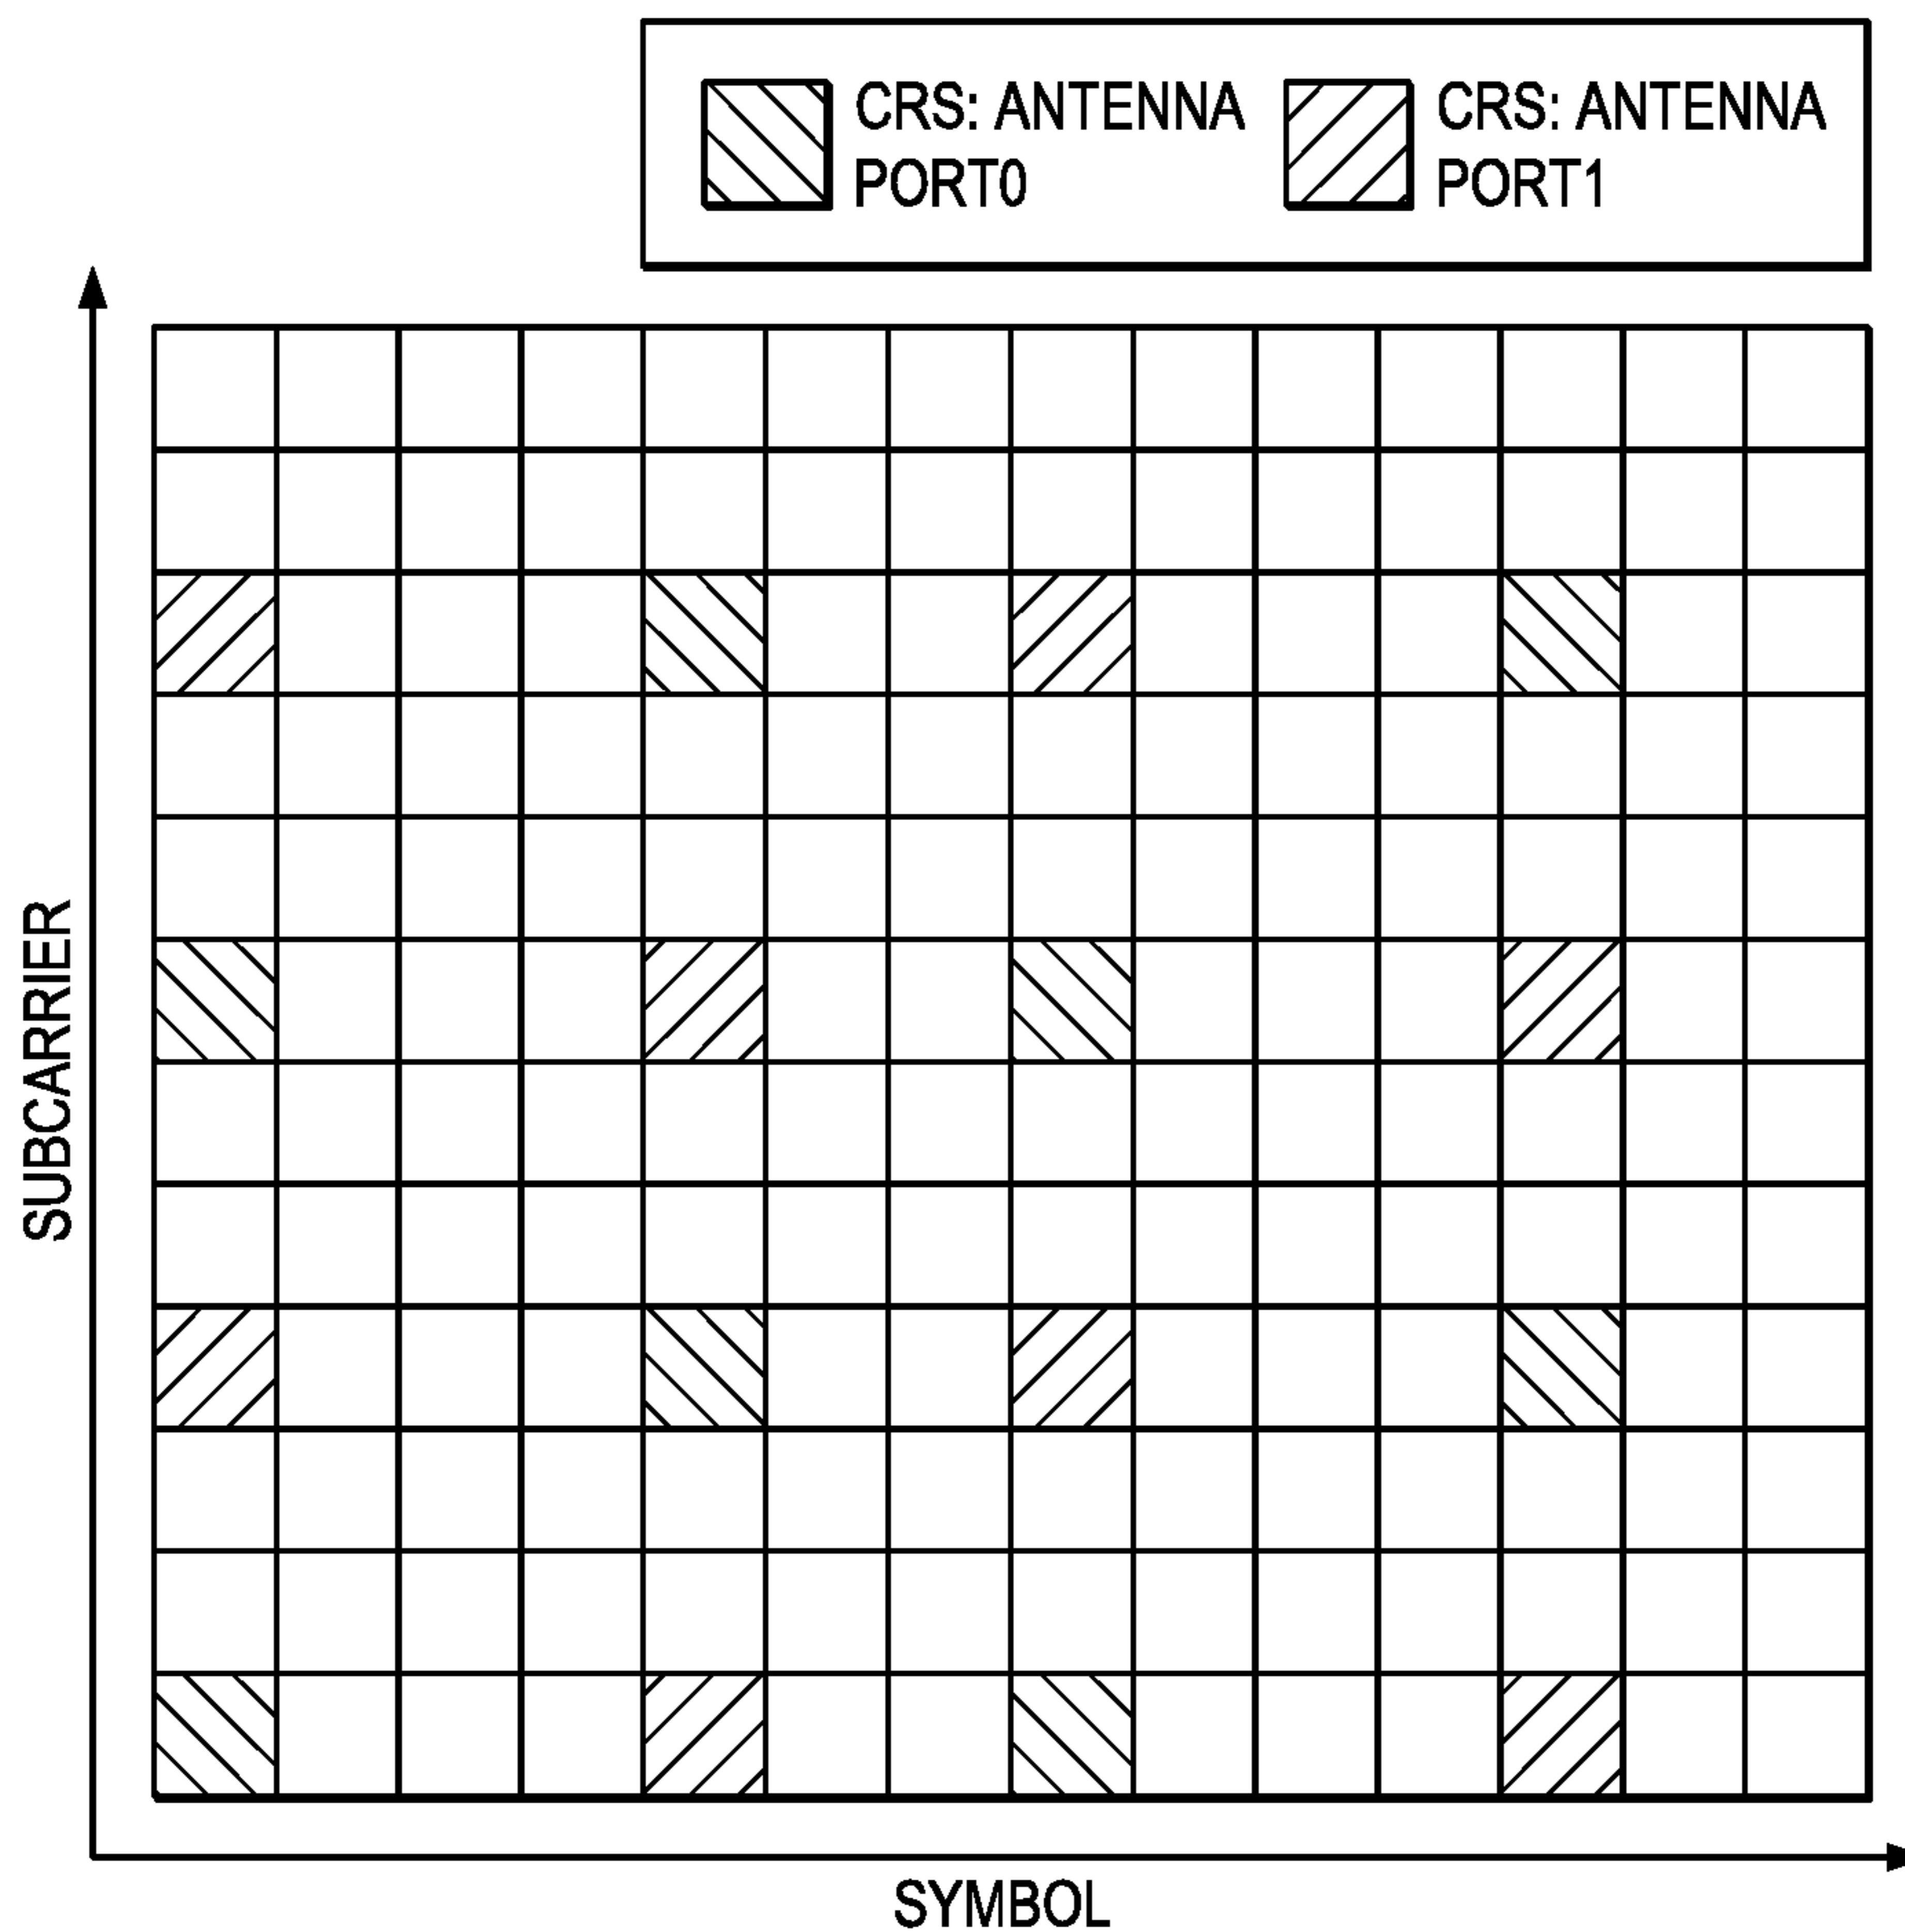 CRS: ANTENNA
PORT0
CRS: ANTENNA
PORT1
SUBCARRIER
SYMBOL